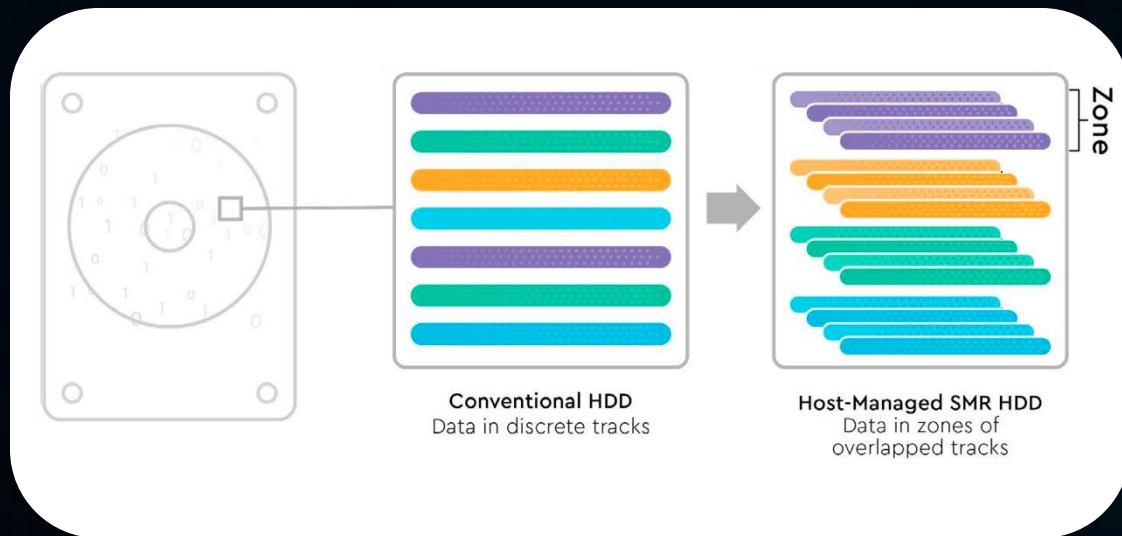 Zone
Conventional HDD
Data in discrete tracks
Host-Managed SMR HDD
Data in zones of
overlapped tracks